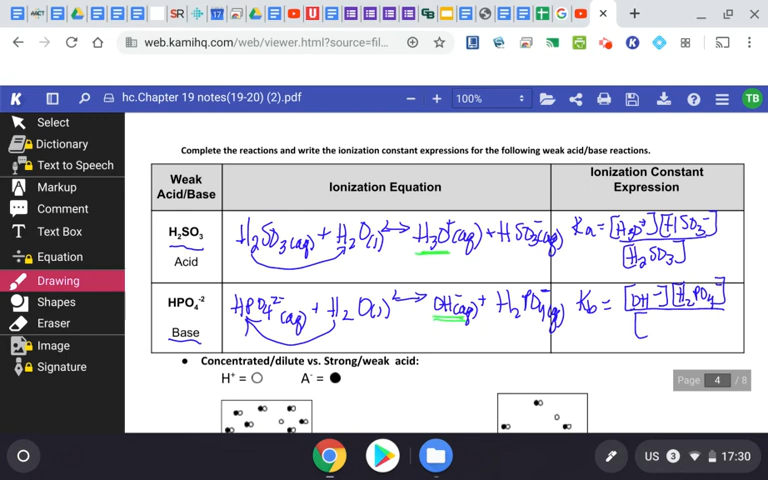 web.kamihq.com/web/viewer.html?source=fil...
K
hc.Chapter 19 notes(19-20) (2).pdf
100%
TB
Select
Dictionary
Text to Speech
Markup
Comment
Text Box
Equation
Drawing
Shapes
Eraser
Image
Signature
Complete the reactions and write the ionization constant expressions for the following weak acid/base reactions.
Weak Acid/Base
Ionization Equation
Ionization Constant Expression
H₂SO₃
Acid
H₂SO₃(aq) + H₂O(l) ↔ H₃O⁺(aq) + HSO₃⁻(aq)
Ka = [H₃O⁺][HSO₃⁻]
[H₂SO₃]
HPO₄⁻²
Base
HPO₄²⁻(aq) + H₂O(l) ↔ OH⁻(aq) + H₂PO₄⁻(aq)
Kb = [OH⁻][H₂PO₄⁻]
[
• Concentrated/dilute vs. Strong/weak acid:
H⁺ = ○ A⁻ = ●
Page 4 / 8
US 3 17:30